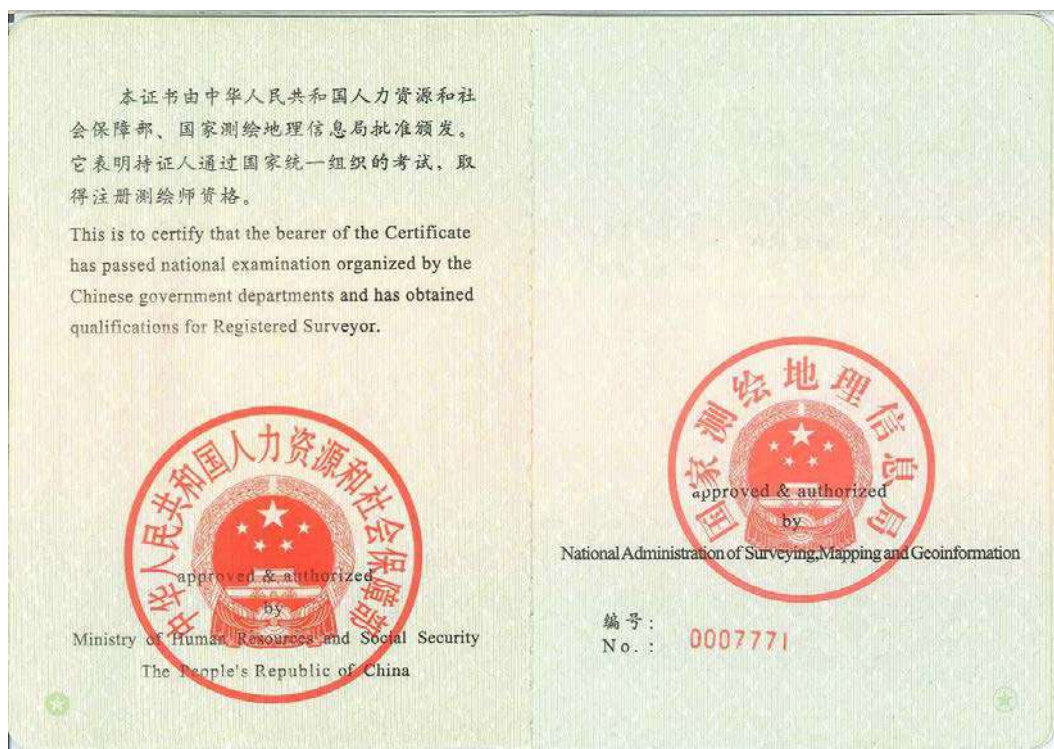 本证书由中华人民共和国人力资源和社
会保障部、国家测绘地理信息局批准颁发。
它表明持证人通过国家统一组织的考试，取
得注册测绘师资格。
This is to certify that the bearer of the Certificate
has passed national examination organized by the
Chinese government departments and has obtained
qualifications for Registered Surveyor.
中华人民共和国人力资源和社会保障部
approved & authorized
by
Ministry of Human Resources and Social Security
The People's Republic of China
国家测绘地理信息局
approved & authorized
by
National Administration of Surveying,Mapping and Geoinformation
编号:
No.: 0007771